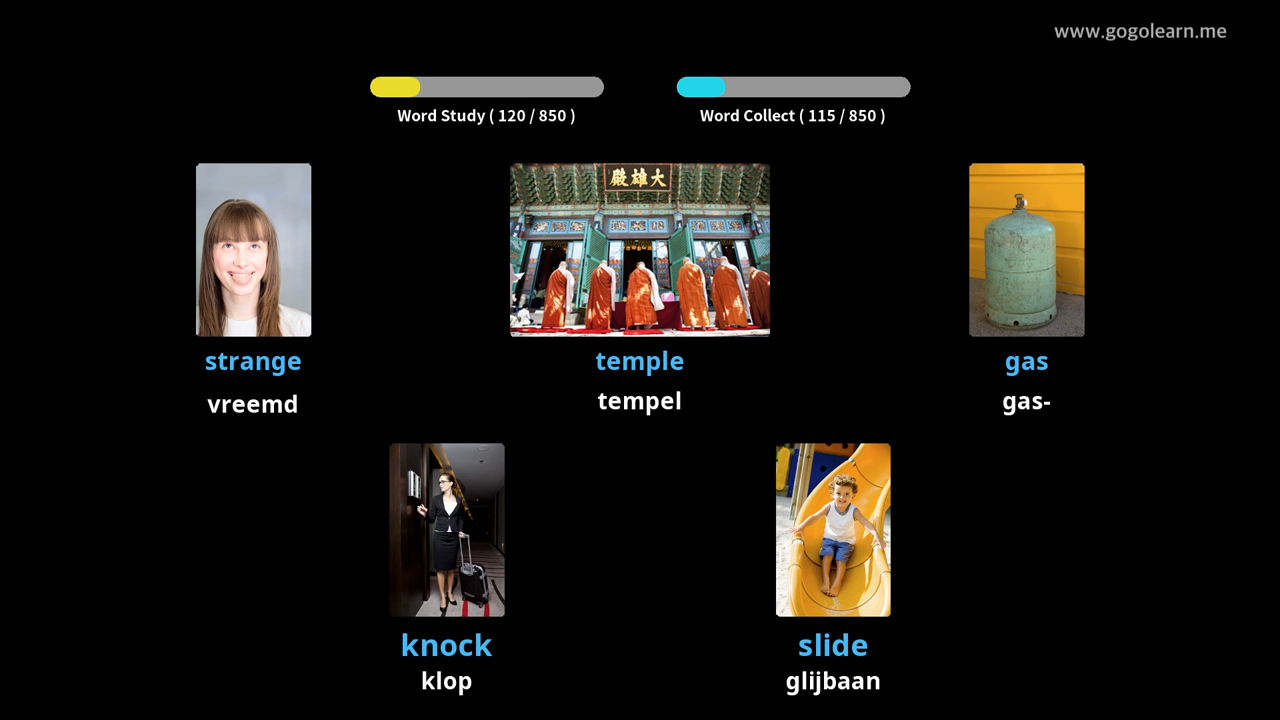 www.gogolearn.me
Word Study ( 120 / 850 )
Word Collect ( 115 / 850 )
大雄殿
strange
vreemd
temple
tempel
gas
gas-
knock
klop
slide
glijbaan